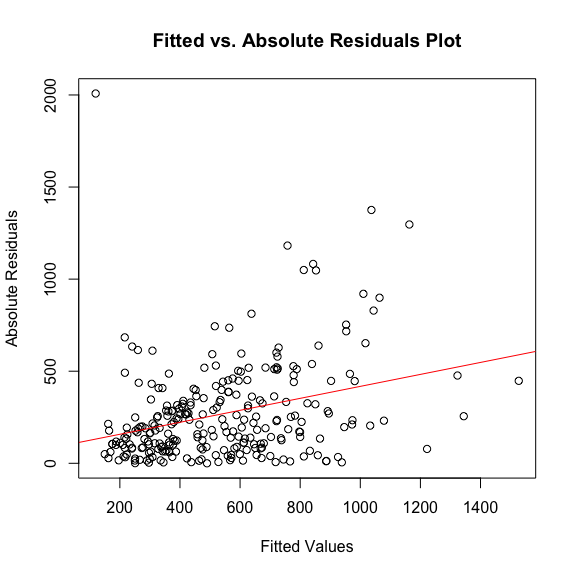 Fitted vs. Absolute Residuals Plot
2000
1500
1000
500
0
Absolute Residuals
200 400 600 800 1000 1200 1400
Fitted Values